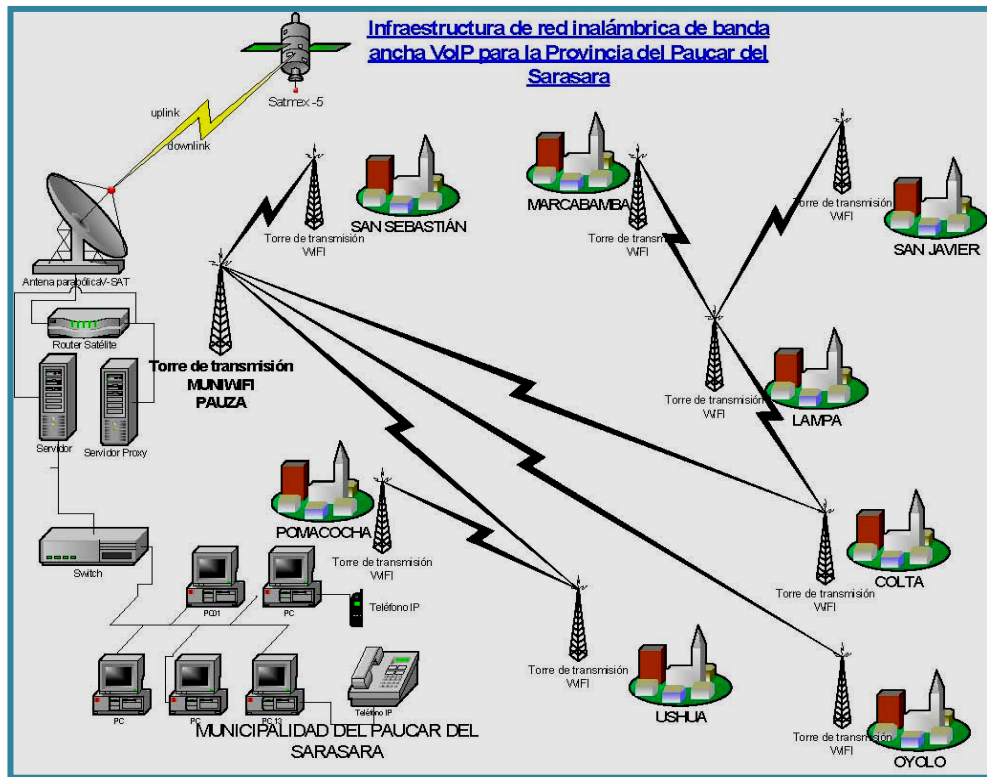 Infraestructura de red inalámbrica de banda
ancha VoIP para la Provincia del Paucar del
Sarasara
Satmex -5
uplink
downlink
Antena parabólicaV-SAT
Router Satélite
Servidor
Servidor Proxy
Switch
Torre de transmisión
WIFI
SAN SEBASTIÁN
Torre de transmisión
MUNIWIFI
PAUZA
MARCABAMBA
Torre de transmisión
WIFI
Torre de transmisión
WIFI
SAN JAVIER
Torre de transmisión
WIFI
LAMPA
POMACOCHA
Torre de transmisión
WIFI
Torre de transmisión
WIFI
COLTA
Torre de transmisión
WIFI
USHUA
Torre de transmisión
WIFI
OYOLO
PC01
PC
Teléfono IP
PC
PC
PC 13
Teléfono IP
MUNICIPALIDAD DEL PAUCAR DEL
SARASARA